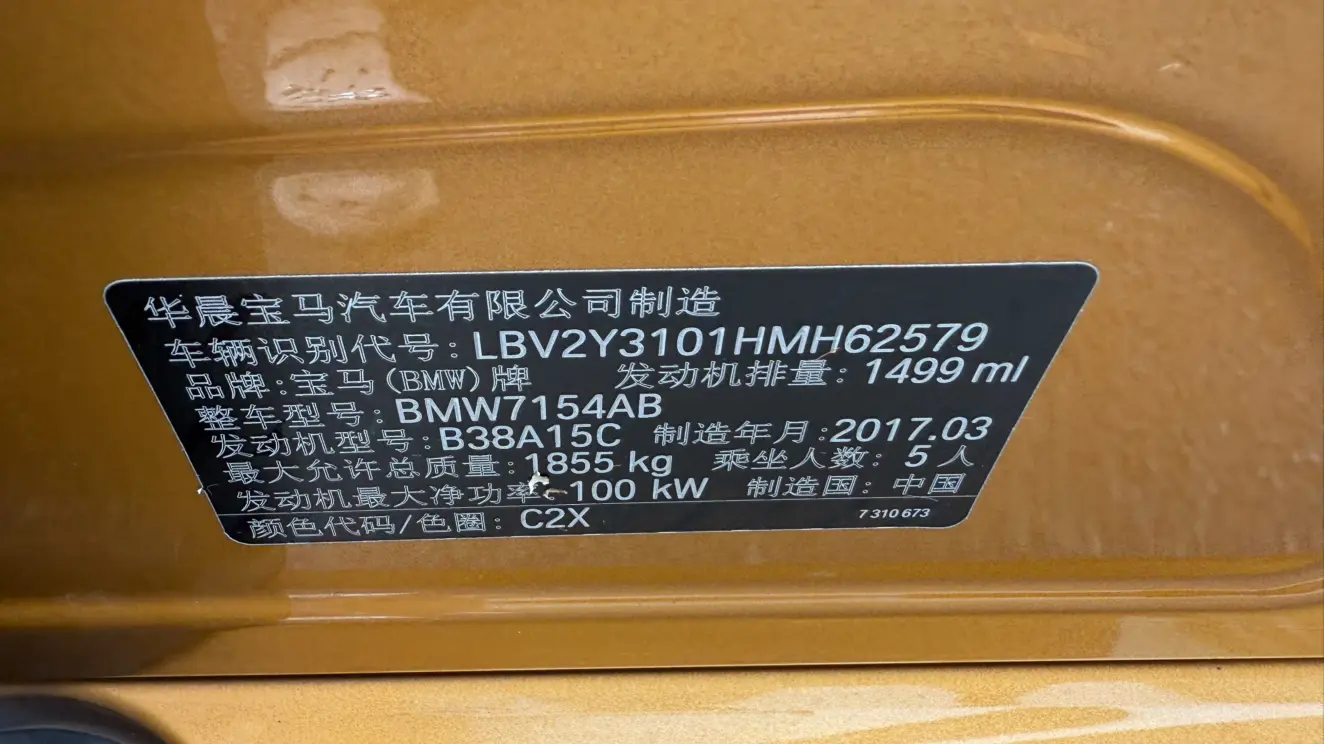 华晨宝马汽车有限公司制造
车辆识别代号: LBV2Y3101HMH62579
品牌: 宝马(BMW)牌 发动机排量: 1499 ml
整车型号: BMW7154AB
发动机型号: B38A15C 制造年月: 2017.03
最大允许总质量: 1855 kg 乘坐人数: 5人
发动机最大净功率: 100 kW 制造国: 中国
颜色代码/色圈: C2X 7 310 673